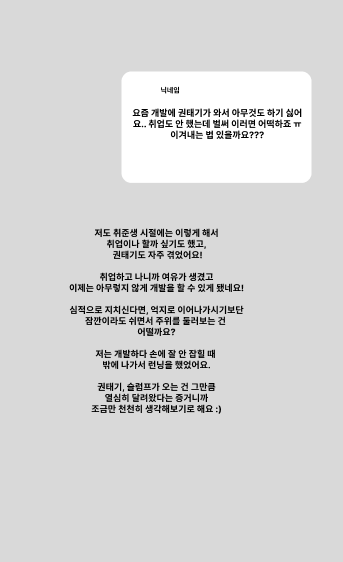 닉네임
요즘 개발에 권태기가 와서 아무것도 하기 싫어
요.. 취업도 안 했는데 벌써 이러면 어떡하죠 ㅠ
이겨내는 법 있을까요???
저도 취준생 시절에는 이렇게 해서
취업이나 할까 싶기도 했고,
권태기도 자주 겪었어요!
취업하고 나니까 여유가 생겼고
이제는 아무렇지 않게 개발을 할 수 있게 됐네요!
심적으로 지치신다면, 억지로 이어나가시기보단
잠깐이라도 쉬면서 주위를 둘러보는 건
어떨까요?
저는 개발하다 손에 잘 안 잡힐 때
밖에 나가서 런닝을 했었어요.
권태기, 슬럼프가 오는 건 그만큼
열심히 달려왔다는 증거니까
조금만 천천히 생각해보기로 해요 :)